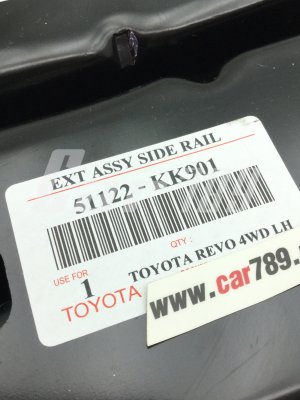 EXT ASSY SIDE RAIL
51122 - KK901
QTY :
1
USE FOR
TOYOTA REVO 4WD LH
TOYOTA
www.car789.